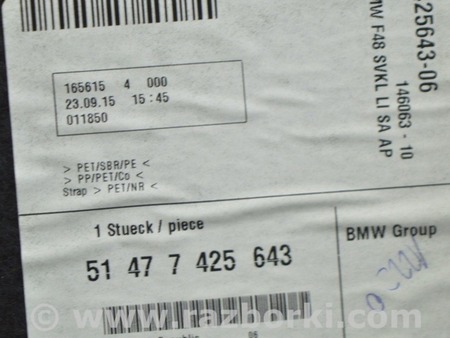 165615 4 000
23.09.15 15:45
011850
> PET/SBR/PE <
> PP/PET/Co <
Strap > PET/NR <
25643-06
146063 - 10
F48 SVKL LI SA AP
1 Stueck / piece
51 47 7 425 643
BMW Group
06
www.razborki.com